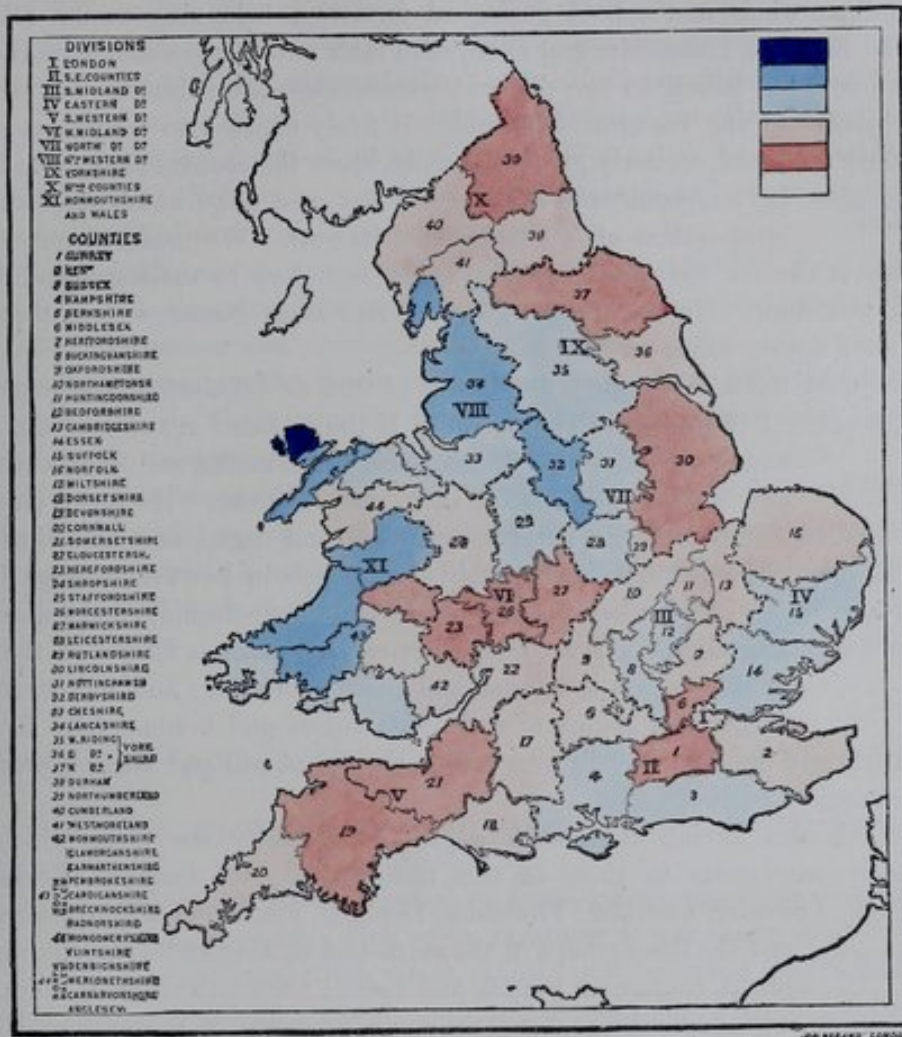 DIVISIONS
I LONDON
II S.E. COUNTIES
III S. MIDLAND Do.
IV EASTERN Do.
V S. WESTERN Do.
VI W. MIDLAND Do.
VII NORTH Do. Do.
VIII Nth WESTERN Do.
IX YORKSHIRE
X Nthn COUNTIES
XI MONMOUTHSHIRE
AND WALES
COUNTIES
1 SURREY
2 KENT
3 SUSSEX
4 HAMPSHIRE
5 BERKSHIRE
6 MIDDLESEX
7 HERTFORDSHIRE
8 BUCKINGHAMSHIRE
9 OXFORDSHIRE
10 NORTHAMPTONSH.
11 HUNTINGDONSHIRE
12 BEDFORSHIRE
13 CAMBRIDGESHIRE
14 ESSEX
15 SUFFOLK
16 NORFOLK
17 WILTSHIRE
18 DORSETSHIRE
19 DEVONSHIRE
20 CORNWALL
21 SOMERSETSHIRE
22 GLOUCESTERSH.
23 HEREFORDSHIRE
24 SHROPSHIRE
25 STAFFORDSHIRE
26 WORCESTERSHIRE
27 WARWICKSHIRE
28 LEICESTERSHIRE
29 RUTLANDSHIRE
30 LINCOLNSHIRE
31 NOTTINGHAMSH.
32 DERBYSHIRE
33 CHESHIRE
34 LANCASHIRE
35 W. RIDING
36 E. Do.
37 N. Do.
YORK
SHIRE
38 DURHAM
39 NORTHUMBERLAND
40 CUMBERLAND
41 WESTMORELAND
42 MONMOUTHSHIRE
GLAMORGANSHIRE
CARMARTHENSHIRE
PEMBROKESHIRE
43
CARDIGANSHIRE
BRECKNOCKSHIRE
RADNORSHIRE
MONTGOMERYSHIRE
FLINTSHIRE
DENBIGHSHIRE
44
MERIONETHSHIRE
CARNARVONSHIRE
ANGLESEY
39
X
40
38
41
37
IX
36
35
34
VIII
33
32
31
VII
30
44
28
29
28
10
11
13
16
XI
VI
26
27
III
12
IV
15
23
43
42
22
9
8
7
14
6
I
5
17
4
1
II
2
3
21
V
19
18
20